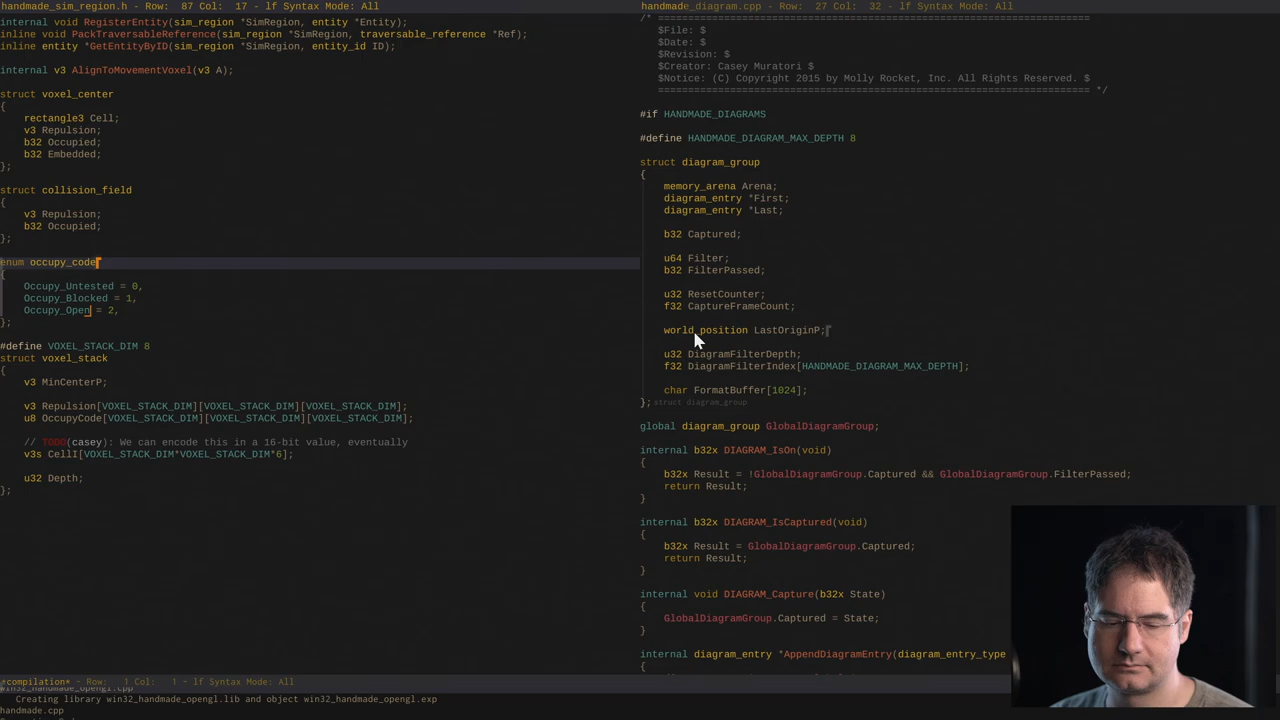 handmade_sim_region.h - Row: 87 Col: 17 - lf Syntax Mode: All
internal void RegisterEntity(sim_region *SimRegion, entity *Entity);
inline void PackTraversableReference(sim_region *SimRegion, traversable_reference *Ref);
inline entity *GetEntityByID(sim_region *SimRegion, entity_id ID);
internal v3 AlignToMovementVoxel(v3 A);
struct voxel_center
{
rectangle3 Cell;
v3 Repulsion;
b32 Occupied;
b32 Embedded;
};
struct collision_field
{
v3 Repulsion;
b32 Occupied;
};
enum occupy_code
{
Occupy_Untested = 0,
Occupy_Blocked = 1,
Occupy_Open = 2,
};
#define VOXEL_STACK_DIM 8
struct voxel_stack
{
v3 MinCenterP;
v3 Repulsion[VOXEL_STACK_DIM][VOXEL_STACK_DIM][VOXEL_STACK_DIM];
u8 OccupyCode[VOXEL_STACK_DIM][VOXEL_STACK_DIM][VOXEL_STACK_DIM];
// TODO(casey): We can encode this in a 16-bit value, eventually
v3s CellI[VOXEL_STACK_DIM*VOXEL_STACK_DIM*6];
u32 Depth;
};
handmade_diagram.cpp - Row: 27 Col: 32 - lf Syntax Mode: All
/* ========================================================================
$File: $
$Date: $
$Revision: $
$Creator: Casey Muratori $
$Notice: (C) Copyright 2015 by Molly Rocket, Inc. All Rights Reserved. $
======================================================================== */
#if HANDMADE_DIAGRAMS
#define HANDMADE_DIAGRAM_MAX_DEPTH 8
struct diagram_group
{
memory_arena Arena;
diagram_entry *First;
diagram_entry *Last;
b32 Captured;
u64 Filter;
b32 FilterPassed;
u32 ResetCounter;
f32 CaptureFrameCount;
world_position LastOriginP;
u32 DiagramFilterDepth;
f32 DiagramFilterIndex[HANDMADE_DIAGRAM_MAX_DEPTH];
char FormatBuffer[1024];
}; struct diagram_group
global diagram_group GlobalDiagramGroup;
internal b32x DIAGRAM_IsOn(void)
{
b32x Result = !GlobalDiagramGroup.Captured && GlobalDiagramGroup.FilterPassed;
return Result;
}
internal b32x DIAGRAM_IsCaptured(void)
{
b32x Result = GlobalDiagramGroup.Captured;
return Result;
}
internal void DIAGRAM_Capture(b32x State)
{
GlobalDiagramGroup.Captured = State;
}
internal diagram_entry *AppendDiagramEntry(diagram_entry_type
{
*compilation* - Row: 1 Col: 1 - lf Syntax Mode: All
win32_handmade_opengl.cpp
Creating library win32_handmade_opengl.lib and object win32_handmade_opengl.exp
handmade.cpp